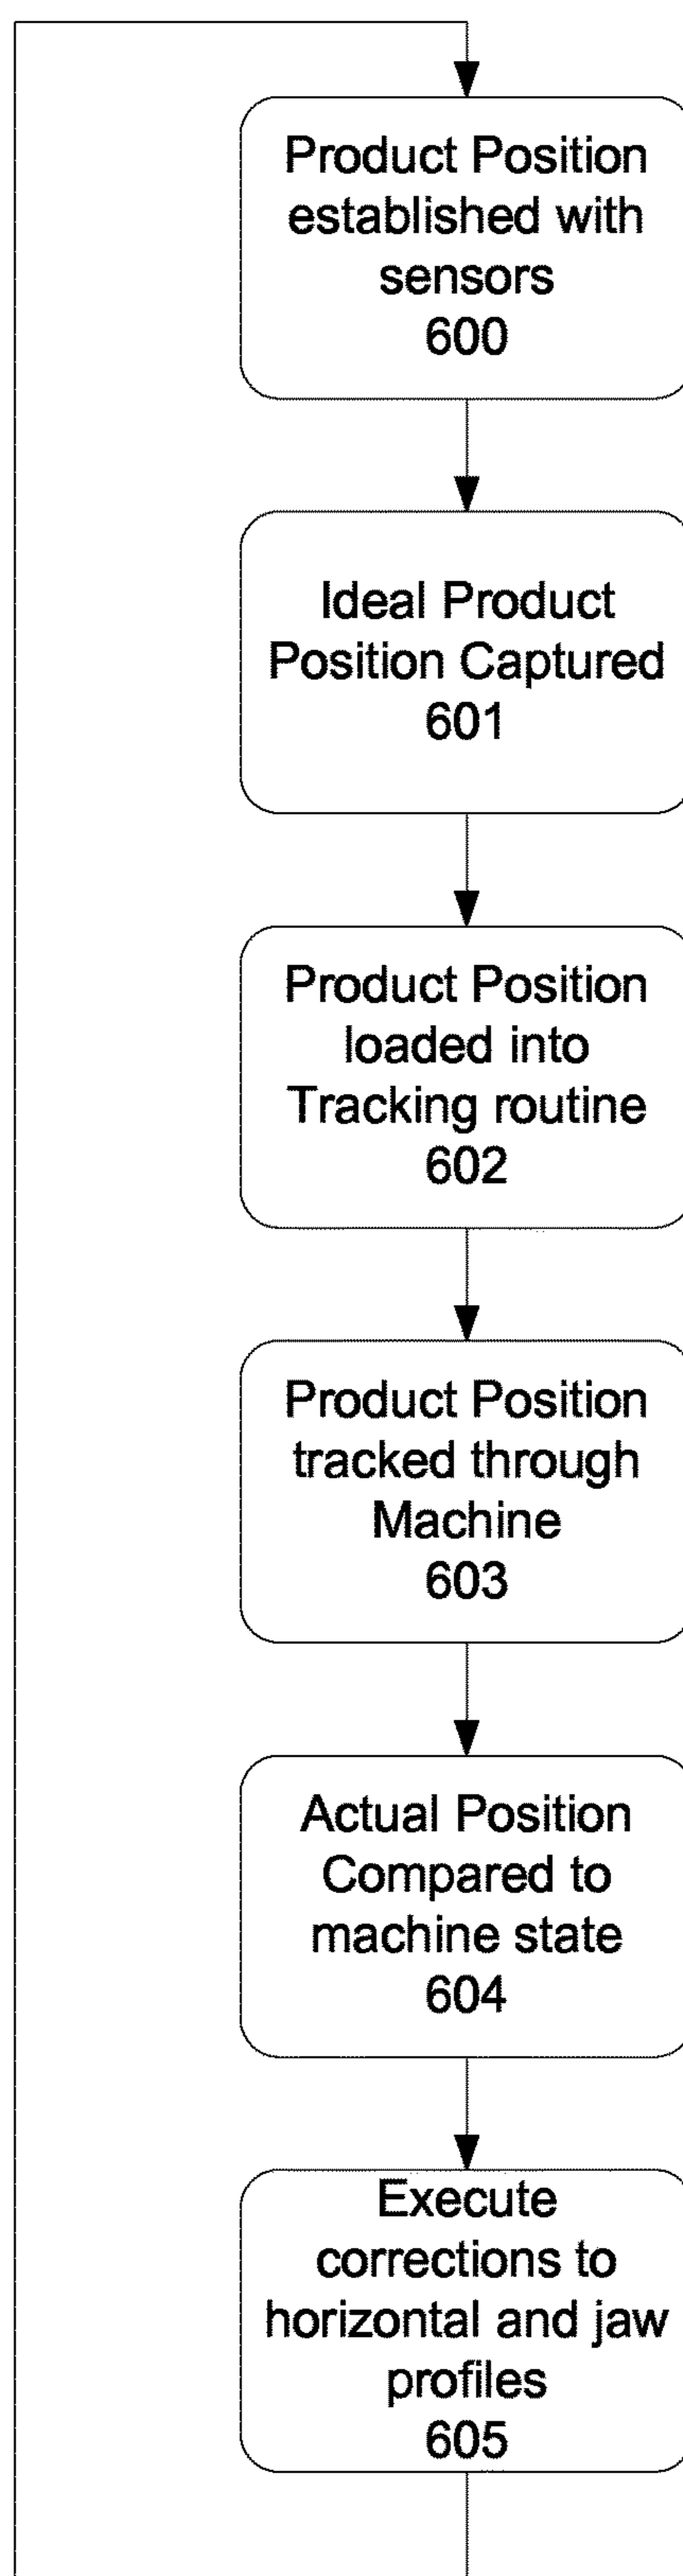 Product Position
established with
sensors
600
Ideal Product
Position Captured
601
Product Position
loaded into
Tracking routine
602
Product Position
tracked through
Machine
603
Actual Position
Compared to
machine state
604
Execute
corrections to
horizontal and jaw
profiles
605